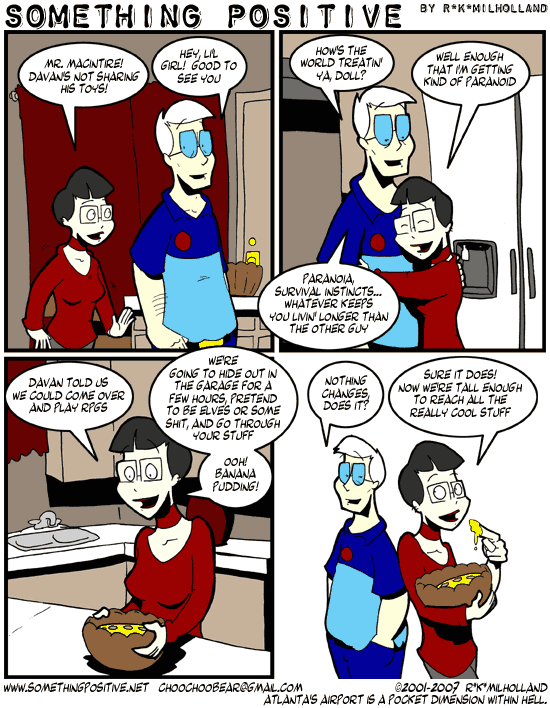 SOMETHING POSITIVE BY R*K*MILHOLLAND
MR. MACINTIRE!
DAVAN'S NOT SHARING
HIS TOYS!
HEY, LI'L
GIRL! GOOD TO
SEE YOU
HOW'S THE
WORLD TREATIN'
YA, DOLL?
WELL ENOUGH
THAT I'M GETTING
KIND OF PARANOID
PARANOIA,
SURVIVAL INSTINCTS...
WHATEVER KEEPS
YOU LIVIN' LONGER THAN
THE OTHER GUY
DAVAN TOLD US
WE COULD COME OVER
AND PLAY RPGS
WE'RE
GOING TO HIDE OUT IN
THE GARAGE FOR A
FEW HOURS, PRETEND
TO BE ELVES OR SOME
SHIT, AND GO THROUGH
YOUR STUFF
OOH!
BANANA
PUDDING!
NOTHING
CHANGES,
DOES IT?
SURE IT DOES!
NOW WE'RE TALL ENOUGH
TO REACH ALL THE
REALLY COOL STUFF
WWW.SOMETHINGPOSITIVE.NET CHOOCHOOBEAR@GMAIL.COM ©2001-2007 R*K*MILHOLLAND
ATLANTA'S AIRPORT IS A POCKET DIMENSION WITHIN HELL.